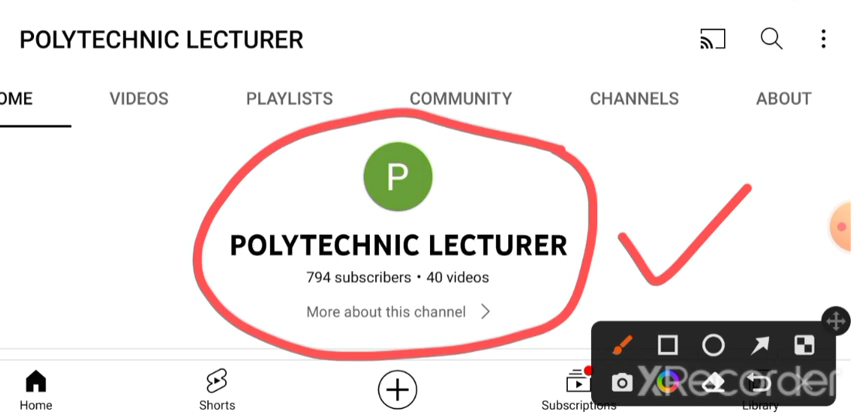 POLYTECHNIC LECTURER
OME VIDEOS PLAYLISTS COMMUNITY CHANNELS ABOUT
P
POLYTECHNIC LECTURER
794 subscribers • 40 videos
More about this channel
XRecorder
Home Shorts Subscriptions Library